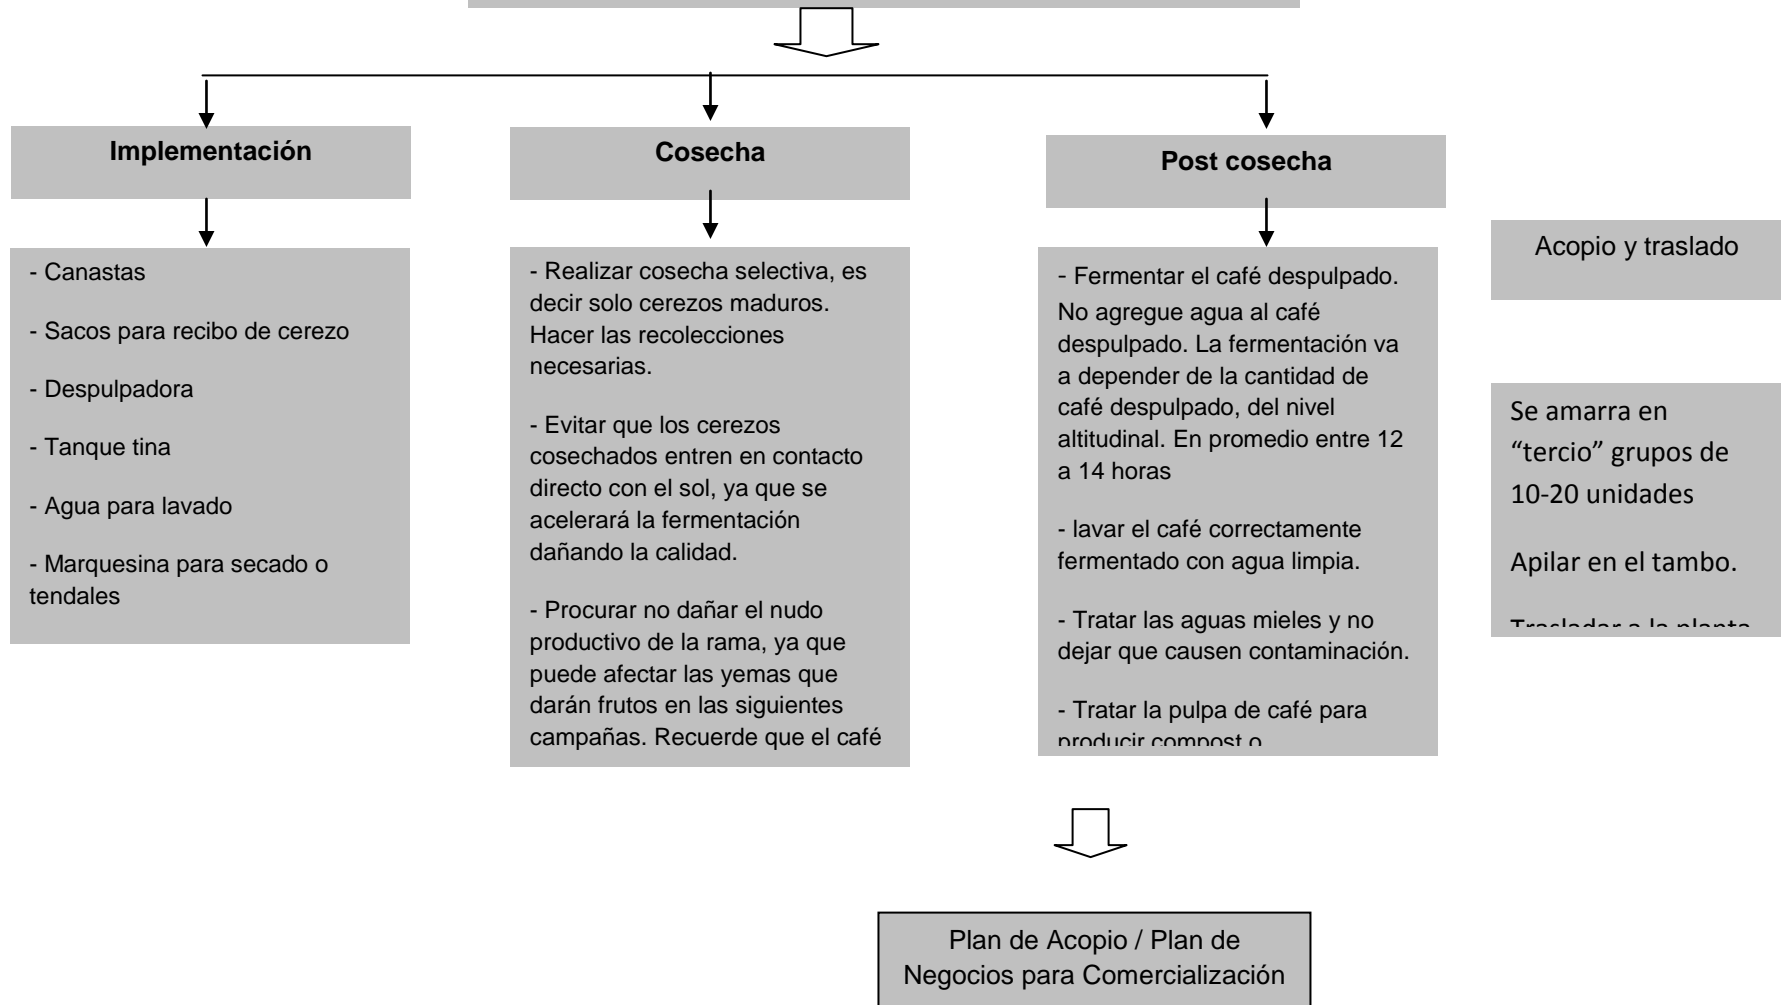 Implementación
- Canastas
- Sacos para recibo de cerezo
- Despulpadora
- Tanque tina
- Agua para lavado
- Marquesina para secado o
tendales
Cosecha
- Realizar cosecha selectiva, es
decir solo cerezos maduros.
Hacer las recolecciones
necesarias.
- Evitar que los cerezos
cosechados entren en contacto
directo con el sol, ya que se
acelerará la fermentación
dañando la calidad.
- Procurar no dañar el nudo
productivo de la rama, ya que
puede afectar las yemas que
darán frutos en las siguientes
campañas. Recuerde que el café
Post cosecha
- Fermentar el café despulpado.
No agregue agua al café
despulpado. La fermentación va
a depender de la cantidad de
café despulpado, del nivel
altitudinal. En promedio entre 12
a 14 horas
- lavar el café correctamente
fermentado con agua limpia.
- Tratar las aguas mieles y no
dejar que causen contaminación.
- Tratar la pulpa de café para
producir compost o
Acopio y traslado
Se amarra en
“tercio” grupos de
10-20 unidades
Apilar en el tambo.
Trasladar a la planta
Plan de Acopio / Plan de
Negocios para Comercialización